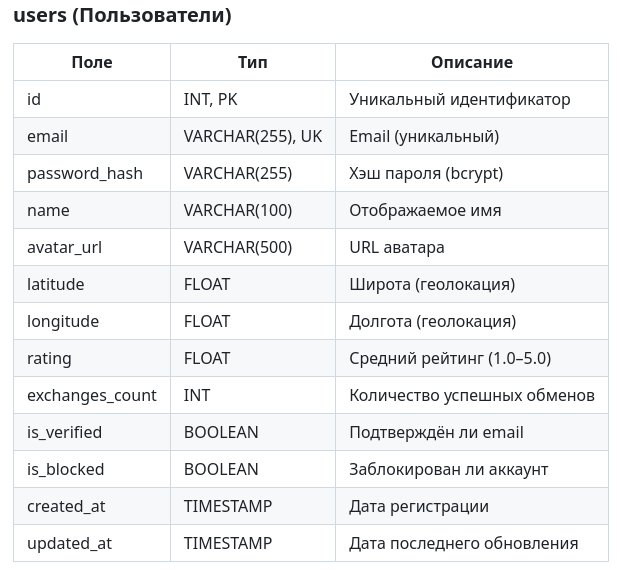 users (Пользователи)
Поле Тип Описание
id INT, PK Уникальный идентификатор
email VARCHAR(255), UK Email (уникальный)
password_hash VARCHAR(255) Хэш пароля (bcrypt)
name VARCHAR(100) Отображаемое имя
avatar_url VARCHAR(500) URL аватара
latitude FLOAT Широта (геолокация)
longitude FLOAT Долгота (геолокация)
rating FLOAT Средний рейтинг (1.0–5.0)
exchanges_count INT Количество успешных обменов
is_verified BOOLEAN Подтверждён ли email
is_blocked BOOLEAN Заблокирован ли аккаунт
created_at TIMESTAMP Дата регистрации
updated_at TIMESTAMP Дата последнего обновления